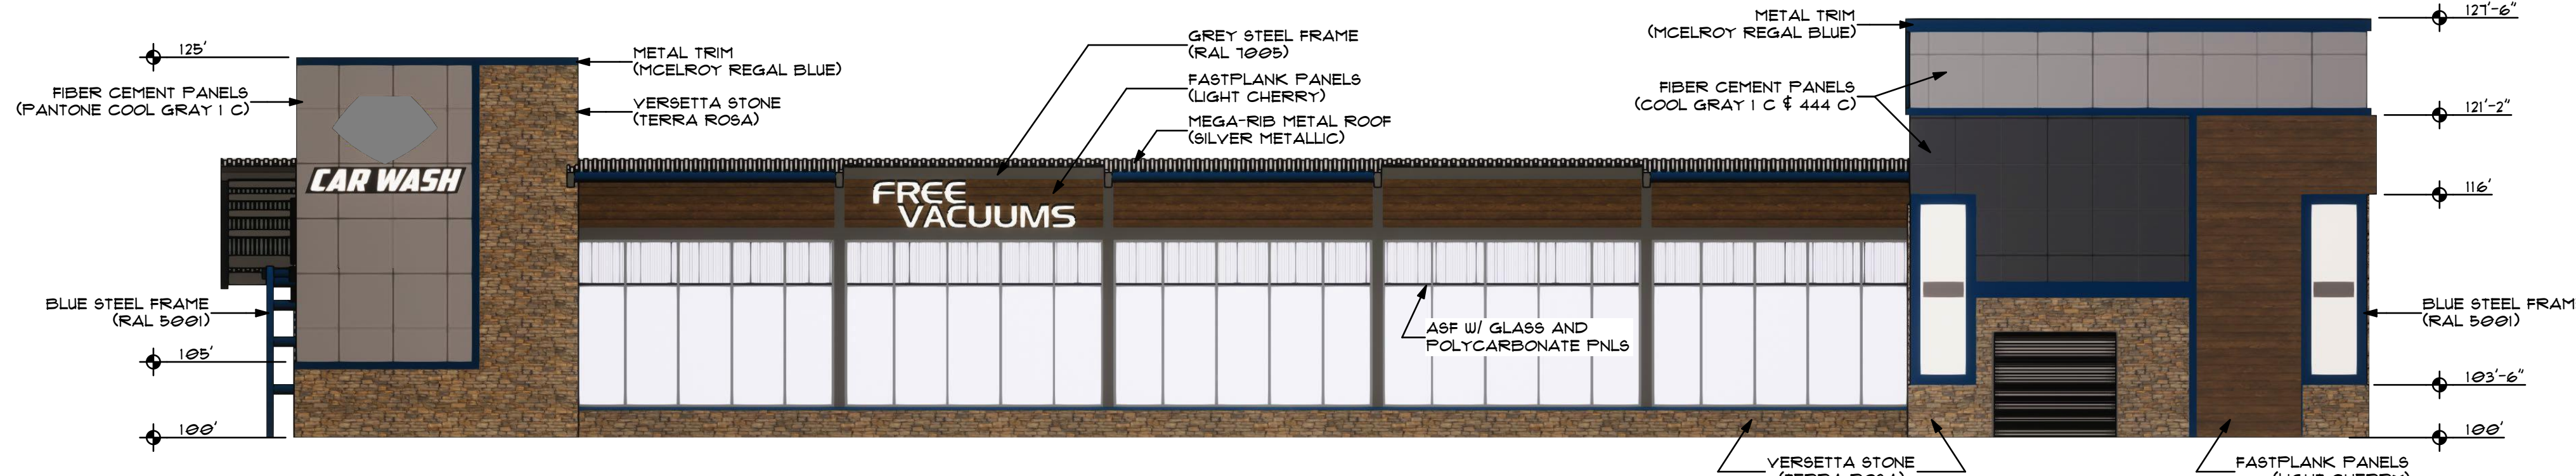 125'
FIBER CEMENT PANELS
(PANTONE COOL GRAY 1 C)
BLUE STEEL FRAME
(RAL 5001)
105'
100'
CAR WASH
METAL TRIM
(MCELROY REGAL BLUE)
VERSETTA STONE
(TERRA ROSA)
FREE
VACUUMS
GREY STEEL FRAME
(RAL 7005)
FASTPLANK PANELS
(LIGHT CHERRY)
MEGA-RIB METAL ROOF
(SILVER METALLIC)
ASF W/ GLASS AND
POLYCARBONATE PNLS
METAL TRIM
(MCELROY REGAL BLUE)
FIBER CEMENT PANELS
(COOL GRAY 1 C & 444 C)
VERSETTA STONE
(TERRA ROSA)
127'-6"
121'-2"
116'
BLUE STEEL FRAM
(RAL 5001)
103'-6"
100'
FASTPLANK PANELS
(LIGHT CHERRY)